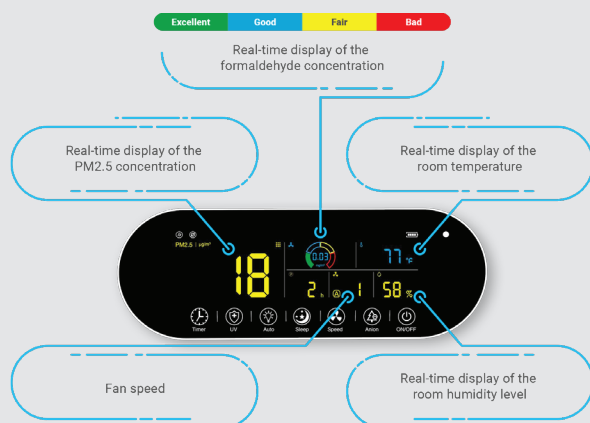 Excellent Good Fair Bad
Real-time display of the
formaldehyde concentration
Real-time display of the
PM2.5 concentration
Real-time display of the
room temperature
PM2.5 | μg/m³
18
0.03
77 °F
2 h
A 1
58 %
Timer UV Auto Sleep Speed Anion ON/OFF
Fan speed
Real-time display of the
room humidity level